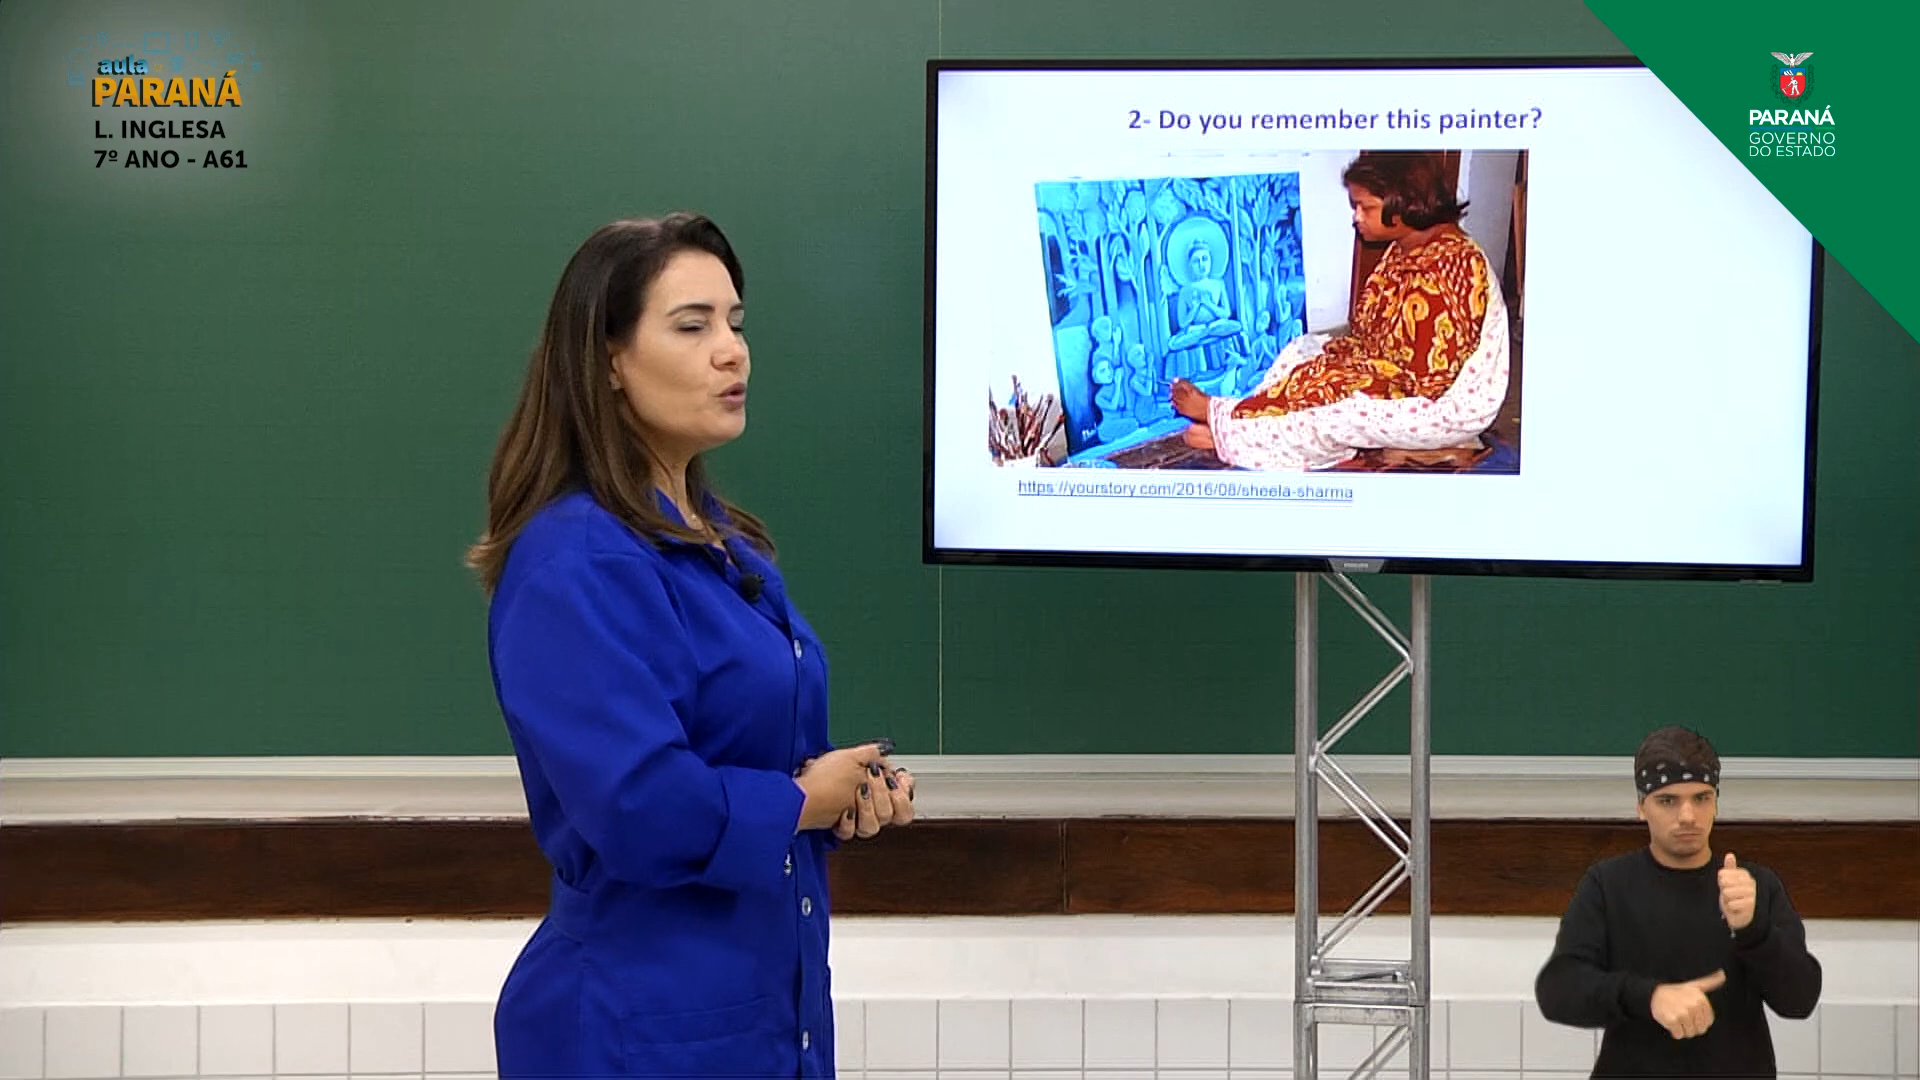 aula
PARANÁ
L. INGLESA
7º ANO - A61
2- Do you remember this painter?
https://yourstory.com/2016/08/sheela-sharma
PARANÁ
GOVERNO
DO ESTADO
PHILIPS